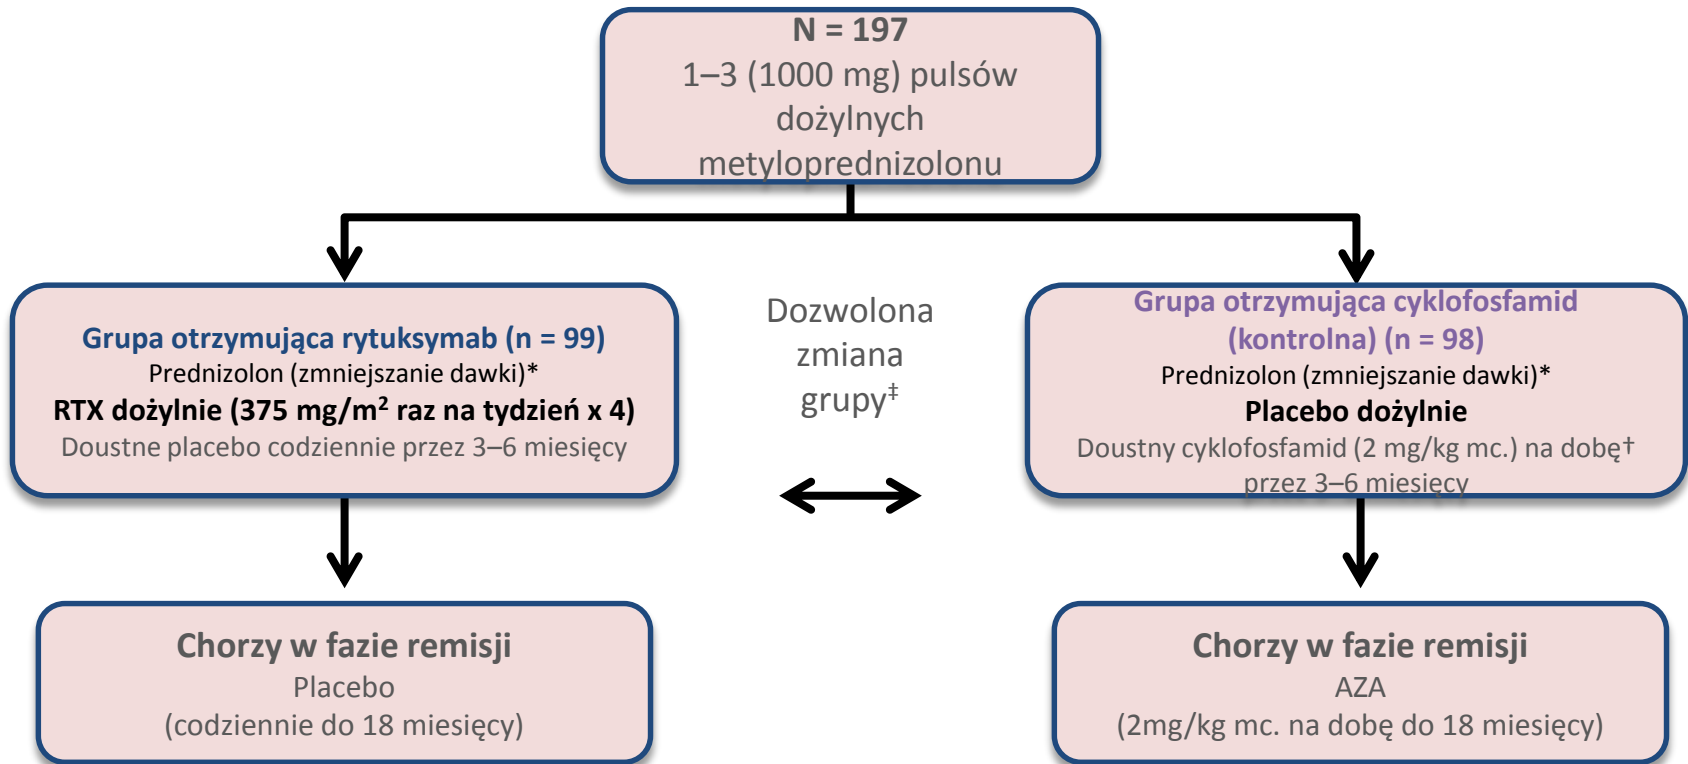 N = 197
1–3 (1000 mg) pulsów
dożylnych
metyloprednizolonu
Grupa otrzymująca rytuksymab (n = 99)
Prednizolon (zmniejszanie dawki)*
RTX dożylnie (375 mg/m² raz na tydzień x 4)
Doustne placebo codziennie przez 3–6 miesięcy
Dozwolona
zmiana
grupy‡
Grupa otrzymująca cyklofosfamid
(kontrolna) (n = 98)
Prednizolon (zmniejszanie dawki)*
Placebo dożylnie
Doustny cyklofosfamid (2 mg/kg mc.) na dobę†
przez 3–6 miesięcy
Chorzy w fazie remisji
Placebo
(codziennie do 18 miesięcy)
Chorzy w fazie remisji
AZA
(2mg/kg mc. na dobę do 18 miesięcy)